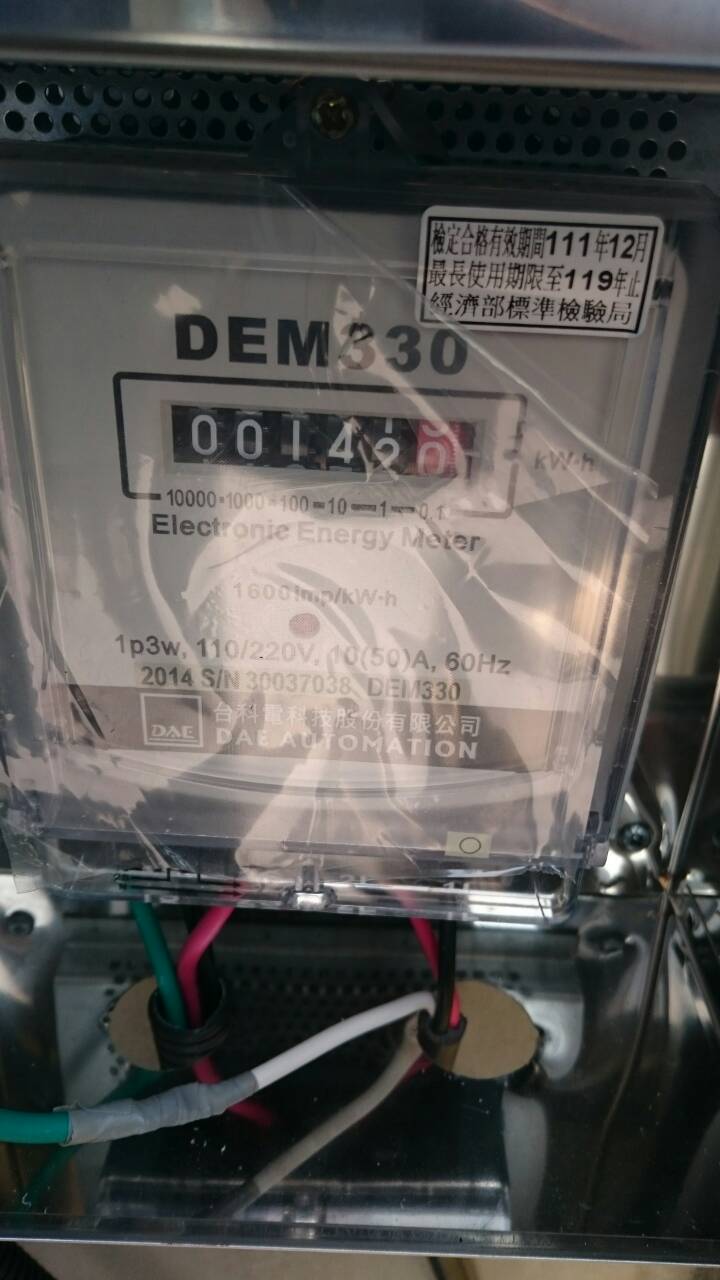 檢定合格有效期間111年12月
最長使用期限至119年止
經濟部標準檢驗局
DEM330
001420
kW·h
10000 1000 100 10 1 0.1
Electronic Energy Meter
1600imp/kW·h
1p3w, 110/220V, 10(50)A, 60Hz
2014 S/N 30037038 DEM330
DAE
台科電科技股份有限公司
DAE AUTOMATION